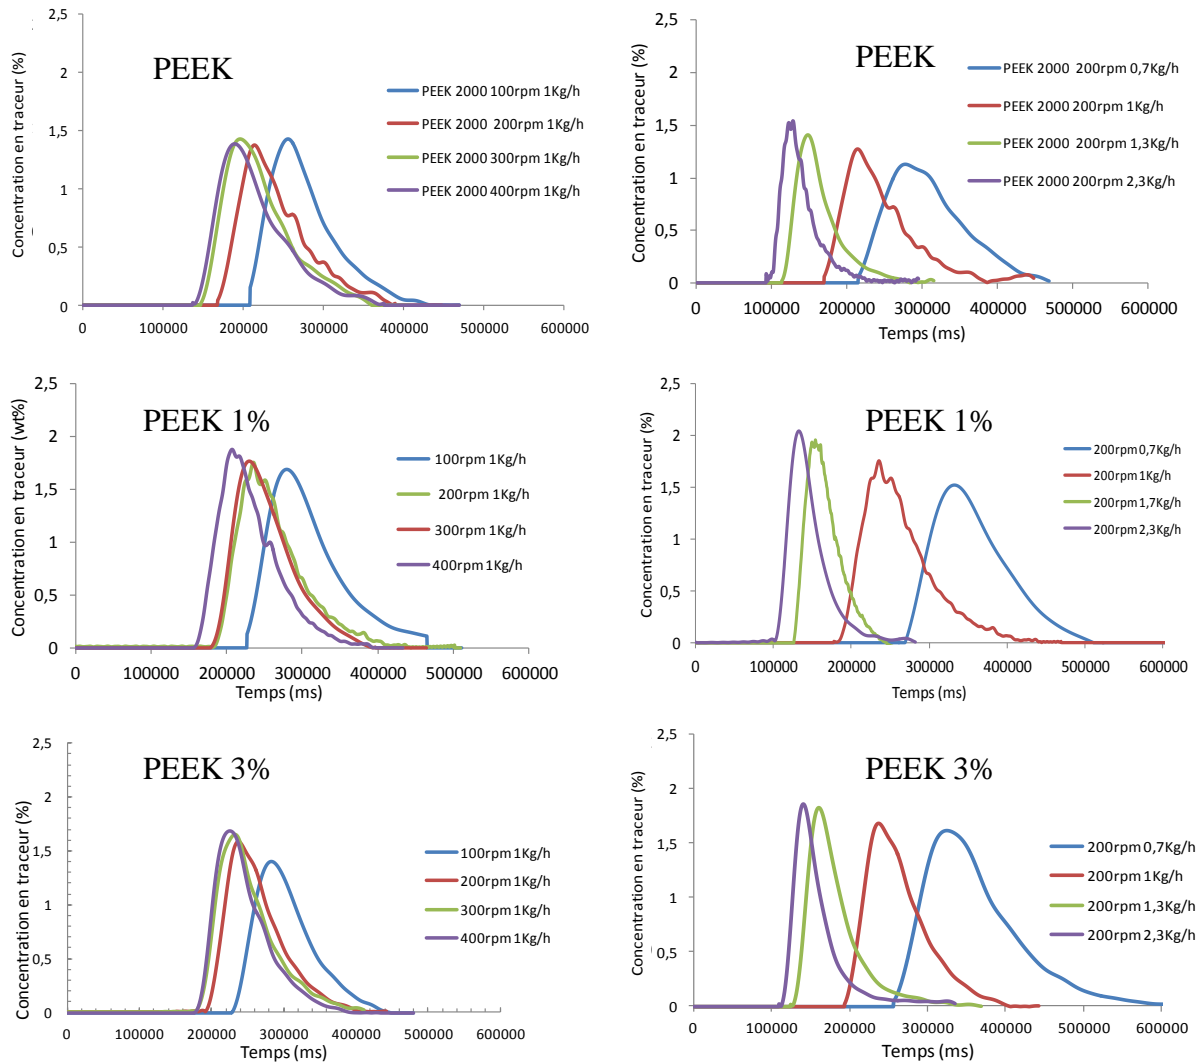 PEEK
Concentration en traceur (%)
2,5
2
1,5
1
0,5
0
0 100000 200000 300000 400000 500000 600000
PEEK 2000 100rpm 1Kg/h
PEEK 2000 200rpm 1Kg/h
PEEK 2000 300rpm 1Kg/h
PEEK 2000 400rpm 1Kg/h
PEEK
Concentration en traceur (%)
2,5
2
1,5
1
0,5
0
0 100000 200000 300000 400000 500000 600000
Temps (ms)
PEEK 2000 200rpm 0,7Kg/h
PEEK 2000 200rpm 1Kg/h
PEEK 2000 200rpm 1,3Kg/h
PEEK 2000 200rpm 2,3Kg/h
PEEK 1%
Concentration en traceur (wt%)
2,5
2
1,5
1
0,5
0
0 100000 200000 300000 400000 500000 600000
Temps (ms)
100rpm 1Kg/h
200rpm 1Kg/h
300rpm 1Kg/h
400rpm 1Kg/h
PEEK 1%
Concentration en traceur (%)
2,5
2
1,5
1
0,5
0
0 100000 200000 300000 400000 500000 600000
Temps (ms)
200rpm 0,7Kg/h
200rpm 1Kg/h
200rpm 1,7Kg/h
200rpm 2,3Kg/h
PEEK 3%
Concentration en traceur (%)
2,5
2
1,5
1
0,5
0
0 100000 200000 300000 400000 500000 600000
Temps (ms)
100rpm 1Kg/h
200rpm 1Kg/h
300rpm 1Kg/h
400rpm 1Kg/h
PEEK 3%
Concentration en traceur (%)
2,5
2
1,5
1
0,5
0
0 100000 200000 300000 400000 500000 600000
Temps (ms)
200rpm 0,7Kg/h
200rpm 1Kg/h
200rpm 1,3Kg/h
200rpm 2,3Kg/h